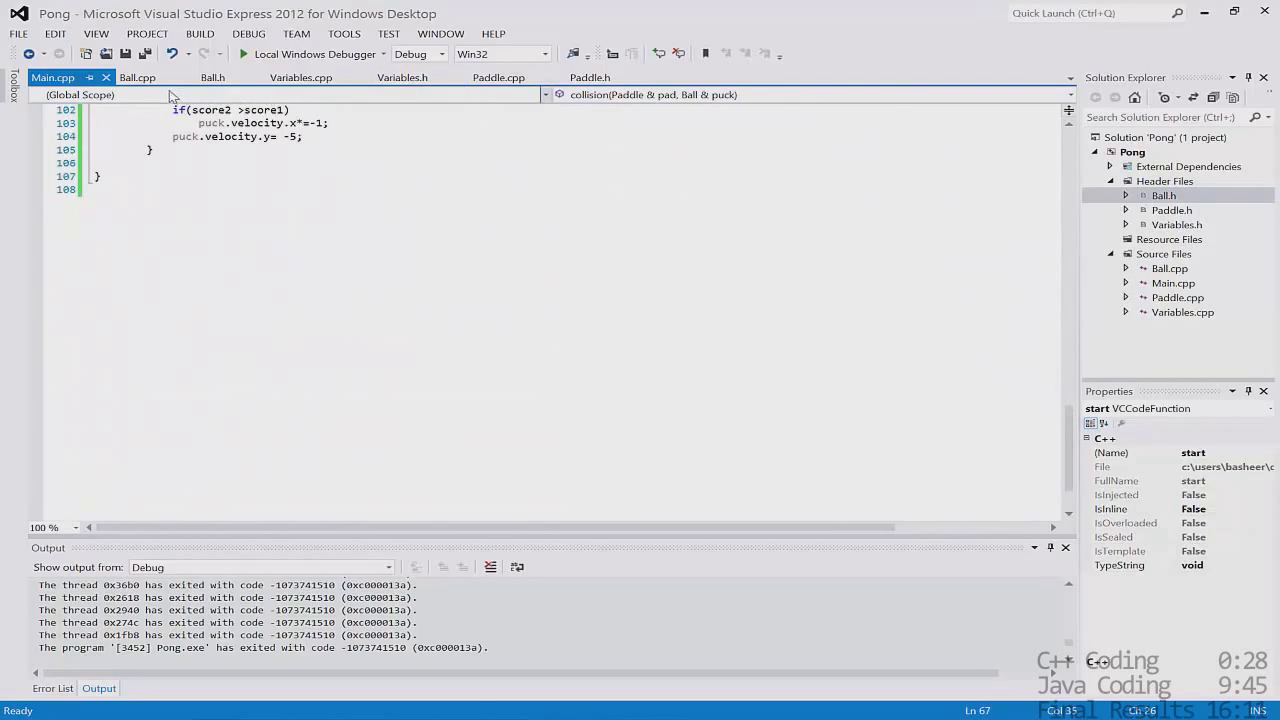 Pong - Microsoft Visual Studio Express 2012 for Windows Desktop
Quick Launch (Ctrl+Q)
FILE EDIT VIEW PROJECT BUILD DEBUG TEAM TOOLS TEST WINDOW HELP
Local Windows Debugger Debug Win32
Toolbox
Main.cpp Ball.cpp Ball.h Variables.cpp Variables.h Paddle.cpp Paddle.h
(Global Scope) collision(Paddle & pad, Ball & puck)
102 if(score2 >score1)
103 puck.velocity.x*=-1;
104 puck.velocity.y= -5;
105 }
106
107 }
108
100 %
Output
Show output from: Debug
The thread 0x36b0 has exited with code -1073741510 (0xc000013a).
The thread 0x2618 has exited with code -1073741510 (0xc000013a).
The thread 0x2940 has exited with code -1073741510 (0xc000013a).
The thread 0x274c has exited with code -1073741510 (0xc000013a).
The thread 0x1fb8 has exited with code -1073741510 (0xc000013a).
The program '[3452] Pong.exe' has exited with code -1073741510 (0xc000013a).
Error List Output
Solution Explorer
Search Solution Explorer (Ctrl+;)
Solution 'Pong' (1 project)
Pong
External Dependencies
Header Files
Ball.h
Paddle.h
Variables.h
Resource Files
Source Files
Ball.cpp
Main.cpp
Paddle.cpp
Variables.cpp
Properties
start VCCodeFunction
C++
(Name) start
File c:\users\basheer\c
FullName start
IsInjected False
IsInline False
IsOverloaded False
IsSealed False
IsTemplate False
TypeString void
C++
C++ Coding 0:28
Java Coding 9:45
Final Results 16:11
Ready Ln 67 Col 35 Ch 26 INS